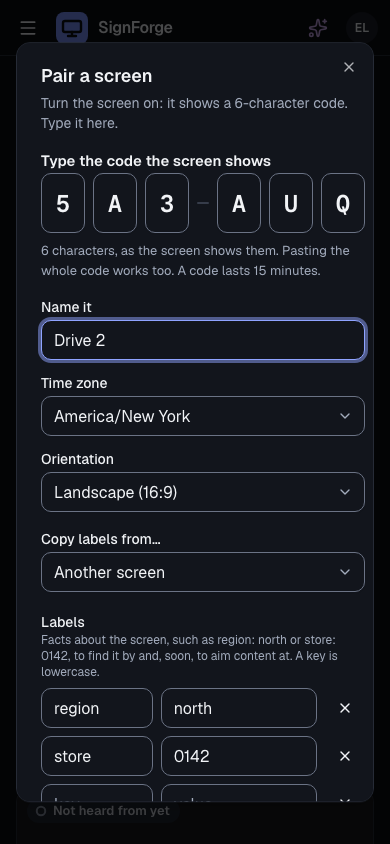 SignForge
EL
Pair a screen
Turn the screen on: it shows a 6-character code.
Type it here.
Type the code the screen shows
5 A 3 – A U Q
6 characters, as the screen shows them. Pasting the
whole code works too. A code lasts 15 minutes.
Name it
Drive 2
Time zone
America/New York
Orientation
Landscape (16:9)
Copy labels from...
Another screen
Labels
Facts about the screen, such as region: north or store:
0142, to find it by and, soon, to aim content at. A key is
lowercase.
region north
store 0142
Not heard from yet